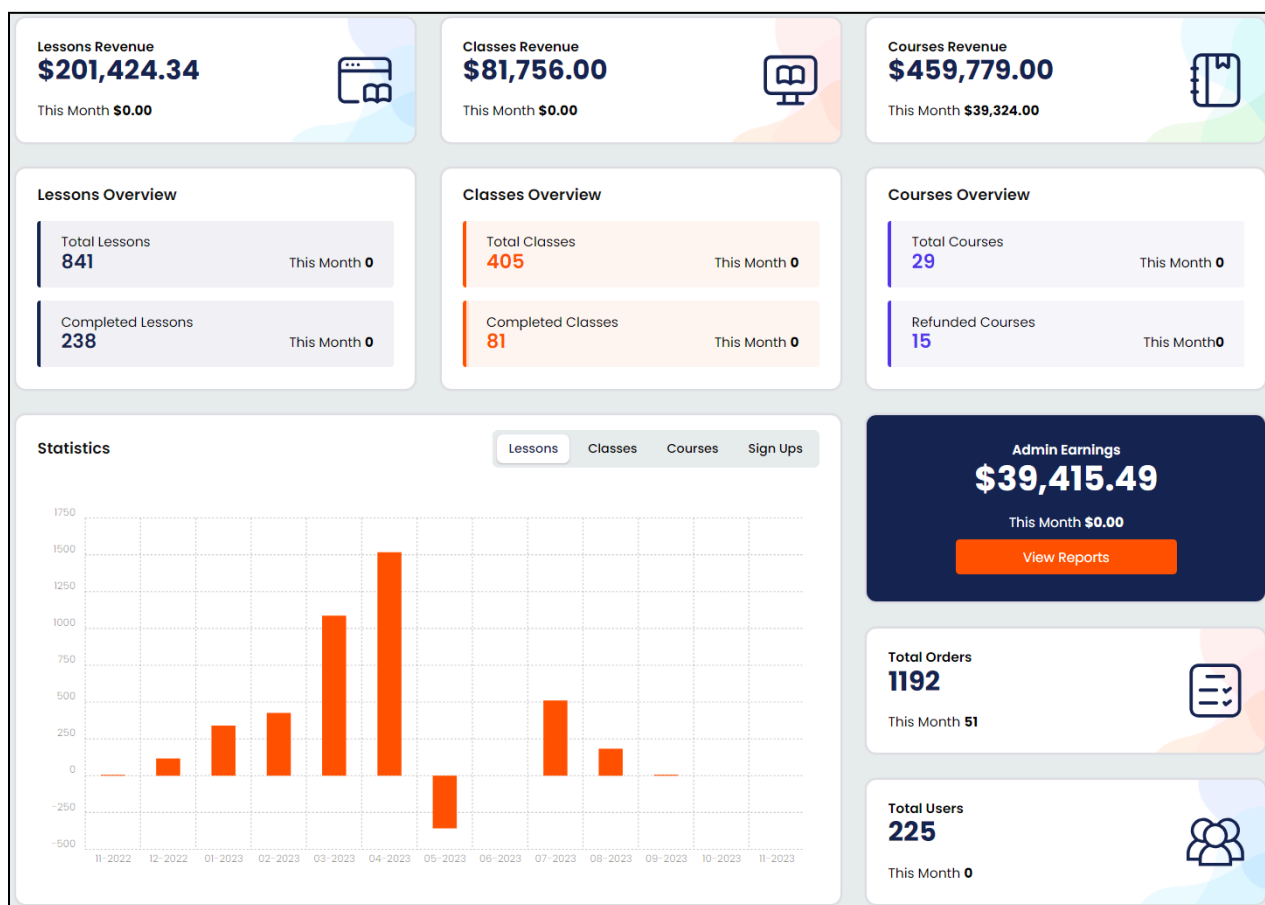 Lessons Revenue
$201,424.34
This Month $0.00
Classes Revenue
$81,756.00
This Month $0.00
Courses Revenue
$459,779.00
This Month $39,324.00
Lessons Overview
Total Lessons
841
This Month 0
Completed Lessons
238
This Month 0
Classes Overview
Total Classes
405
This Month 0
Completed Classes
81
This Month 0
Courses Overview
Total Courses
29
This Month 0
Refunded Courses
15
This Month0
Statistics
Lessons Classes Courses Sign Ups
1750
1500
1250
1000
750
500
250
0
-250
-500
11-2022 12-2022 01-2023 02-2023 03-2023 04-2023 05-2023 06-2023 07-2023 08-2023 09-2023 10-2023 11-2023
Admin Earnings
$39,415.49
This Month $0.00
View Reports
Total Orders
1192
This Month 51
Total Users
225
This Month 0